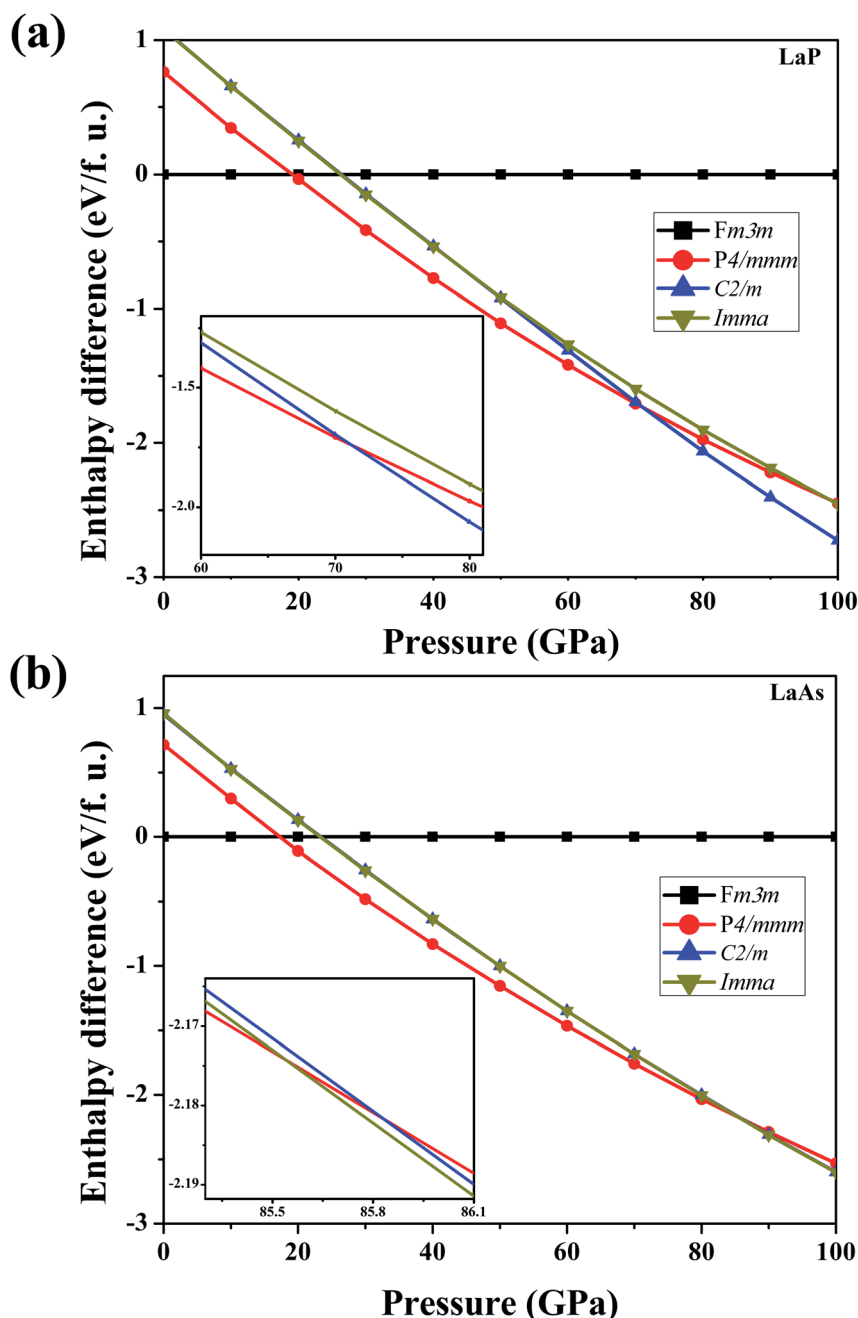 (a)
LaP
Enthalpy difference (eV/f. u.)
1
0
-1
-2
-3
Fm3m
P4/mmm
C2/m
Imma
-1.5
-2.0
60
70
80
0
20
40
60
80
100
Pressure (GPa)
(b)
LaAs
Enthalpy difference (eV/f. u.)
1
0
-1
-2
-3
Fm3m
P4/mmm
C2/m
Imma
-2.17
-2.18
-2.19
85.5
85.8
86.1
0
20
40
60
80
100
Pressure (GPa)